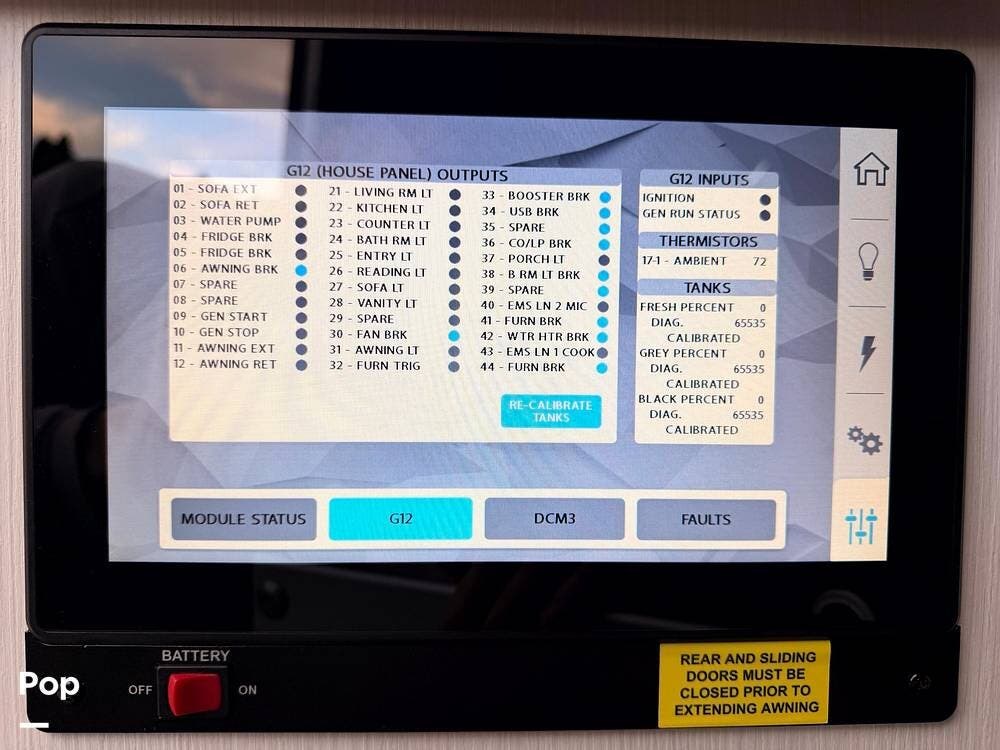 G12 (HOUSE PANEL) OUTPUTS
01 - SOFA EXT
02 - SOFA RET
03 - WATER PUMP
04 - FRIDGE BRK
05 - FRIDGE BRK
06 - AWNING BRK
07 - SPARE
08 - SPARE
09 - GEN START
10 - GEN STOP
11 - AWNING EXT
12 - AWNING RET
21 - LIVING RM LT
22 - KITCHEN LT
23 - COUNTER LT
24 - BATH RM LT
25 - ENTRY LT
26 - READING LT
27 - SOFA LT
28 - VANITY LT
29 - SPARE
30 - FAN BRK
31 - AWNING LT
32 - FURN TRIG
33 - BOOSTER BRK
34 - USB BRK
35 - SPARE
36 - CO/LP BRK
37 - PORCH LT
38 - B RM LT BRK
39 - SPARE
40 - EMS LN 2 MIC
41 - FURN BRK
42 - WTR HTR BRK
43 - EMS LN 1 COOK
44 - FURN BRK
RE-CALIBRATE
TANKS
G12 INPUTS
IGNITION
GEN RUN STATUS
THERMISTORS
17-1 - AMBIENT 72
TANKS
FRESH PERCENT 0
DIAG. 65535
CALIBRATED
GREY PERCENT 0
DIAG. 65535
CALIBRATED
BLACK PERCENT 0
DIAG. 65535
CALIBRATED
MODULE STATUS
G12
DCM3
FAULTS
BATTERY
OFF ON
REAR AND SLIDING
DOORS MUST BE
CLOSED PRIOR TO
EXTENDING AWNING
Pop